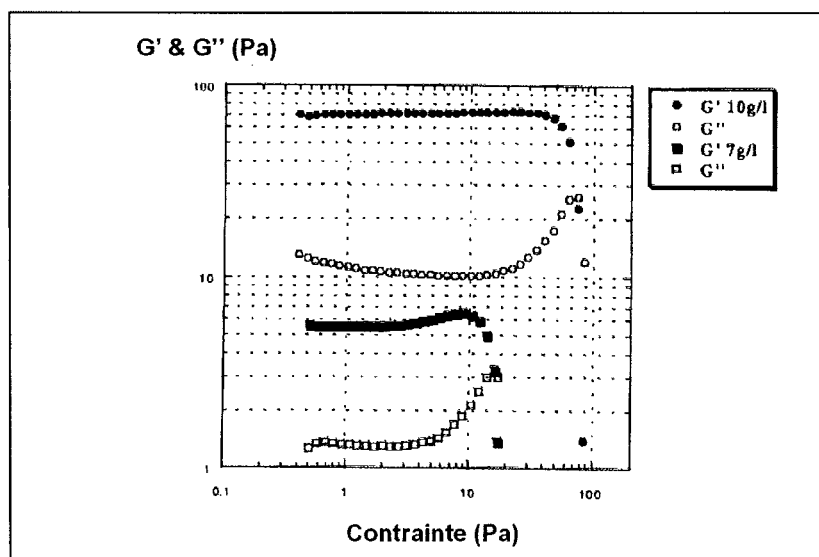 G' & G'' (Pa)
100
10
1
0.1
1
10
100
Contrainte (Pa)
G' 10g/l
G"
G' 7g/l
G"